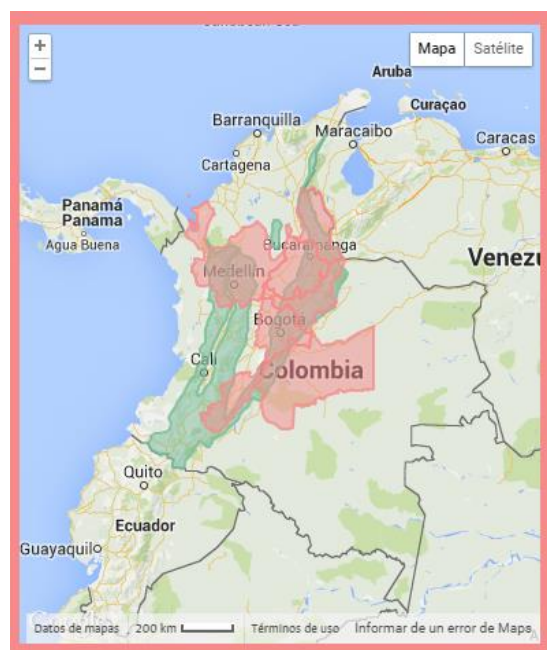 +
Mapa Satélite
−
Aruba
Curaçao
Barranquilla
Maracaibo
Caracas
Cartagena
Panamá
Panama
Agua Buena
Bucaramanga
Venezu
Medellín
Bogotá
Cali
Colombia
Quito
Ecuador
Guayaquil
Datos de mapas 200 km Términos de uso Informar de un error de Maps